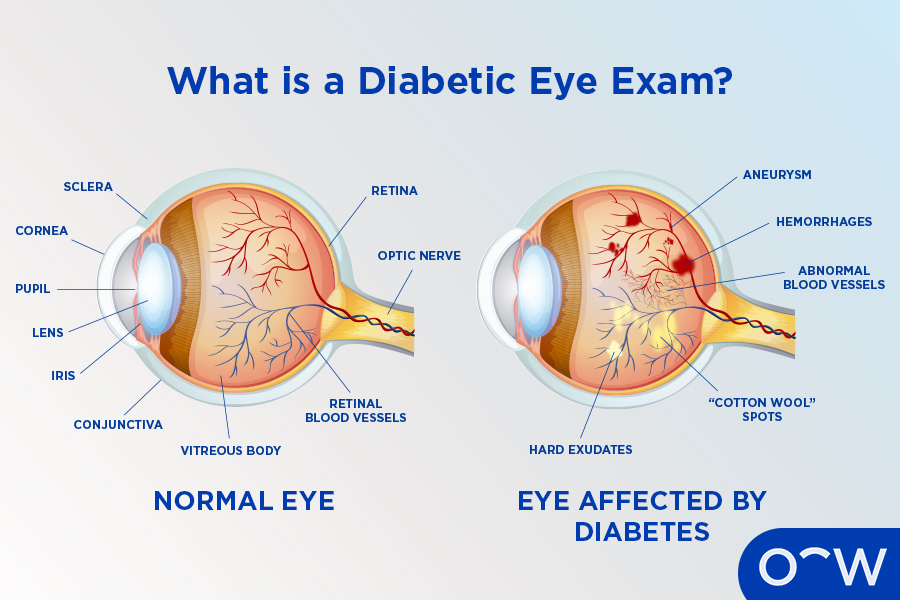 What is a Diabetic Eye Exam?
SCLERA
CORNEA
PUPIL
LENS
IRIS
CONJUNCTIVA
VITREOUS BODY
RETINAL
BLOOD VESSELS
OPTIC NERVE
RETINA
NORMAL EYE
ANEURYSM
HEMORRHAGES
ABNORMAL
BLOOD VESSELS
“COTTON WOOL”
SPOTS
HARD EXUDATES
EYE AFFECTED BY
DIABETES